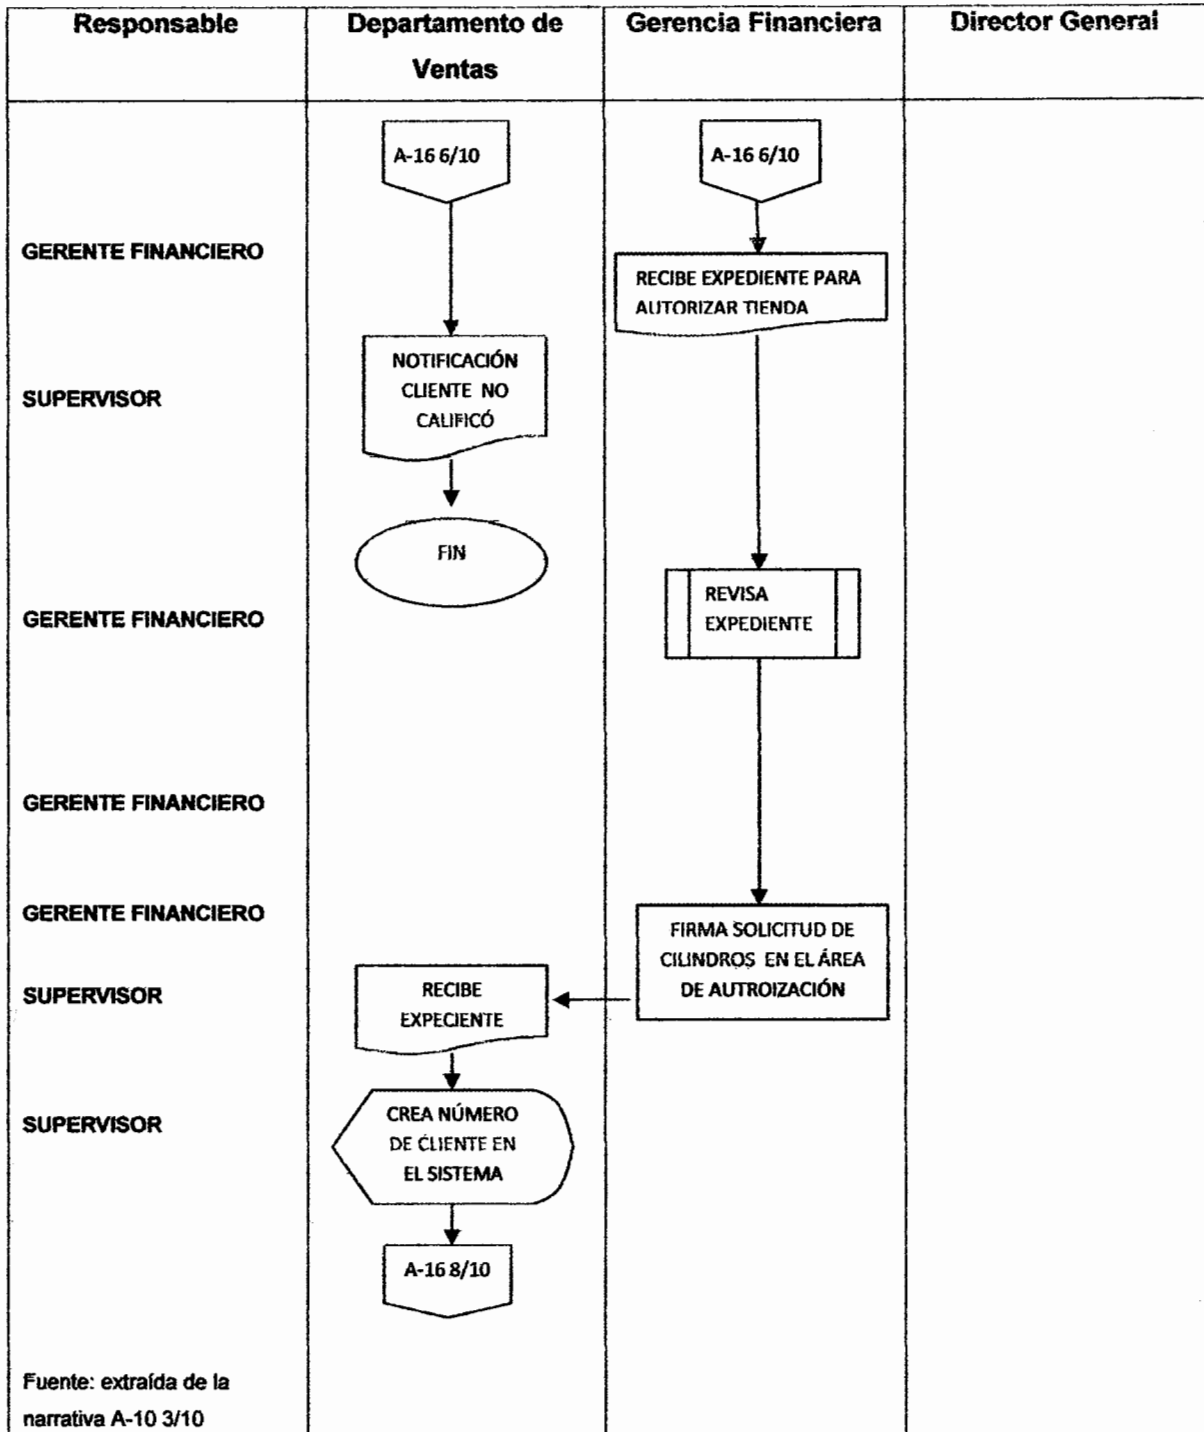 Responsable
Departamento de
Ventas
Gerencia Financiera
Director General
A-16 6/10
A-16 6/10
GERENTE FINANCIERO
RECIBE EXPEDIENTE PARA
AUTORIZAR TIENDA
NOTIFICACIÓN
CLIENTE NO
CALIFICÓ
SUPERVISOR
FIN
REVISA
EXPEDIENTE
GERENTE FINANCIERO
GERENTE FINANCIERO
GERENTE FINANCIERO
FIRMA SOLICITUD DE
CILINDROS EN EL ÁREA
DE AUTROIZACIÓN
SUPERVISOR
RECIBE
EXPECIENTE
SUPERVISOR
CREA NÚMERO
DE CLIENTE EN
EL SISTEMA
A-16 8/10
Fuente: extraída de la
narrativa A-10 3/10